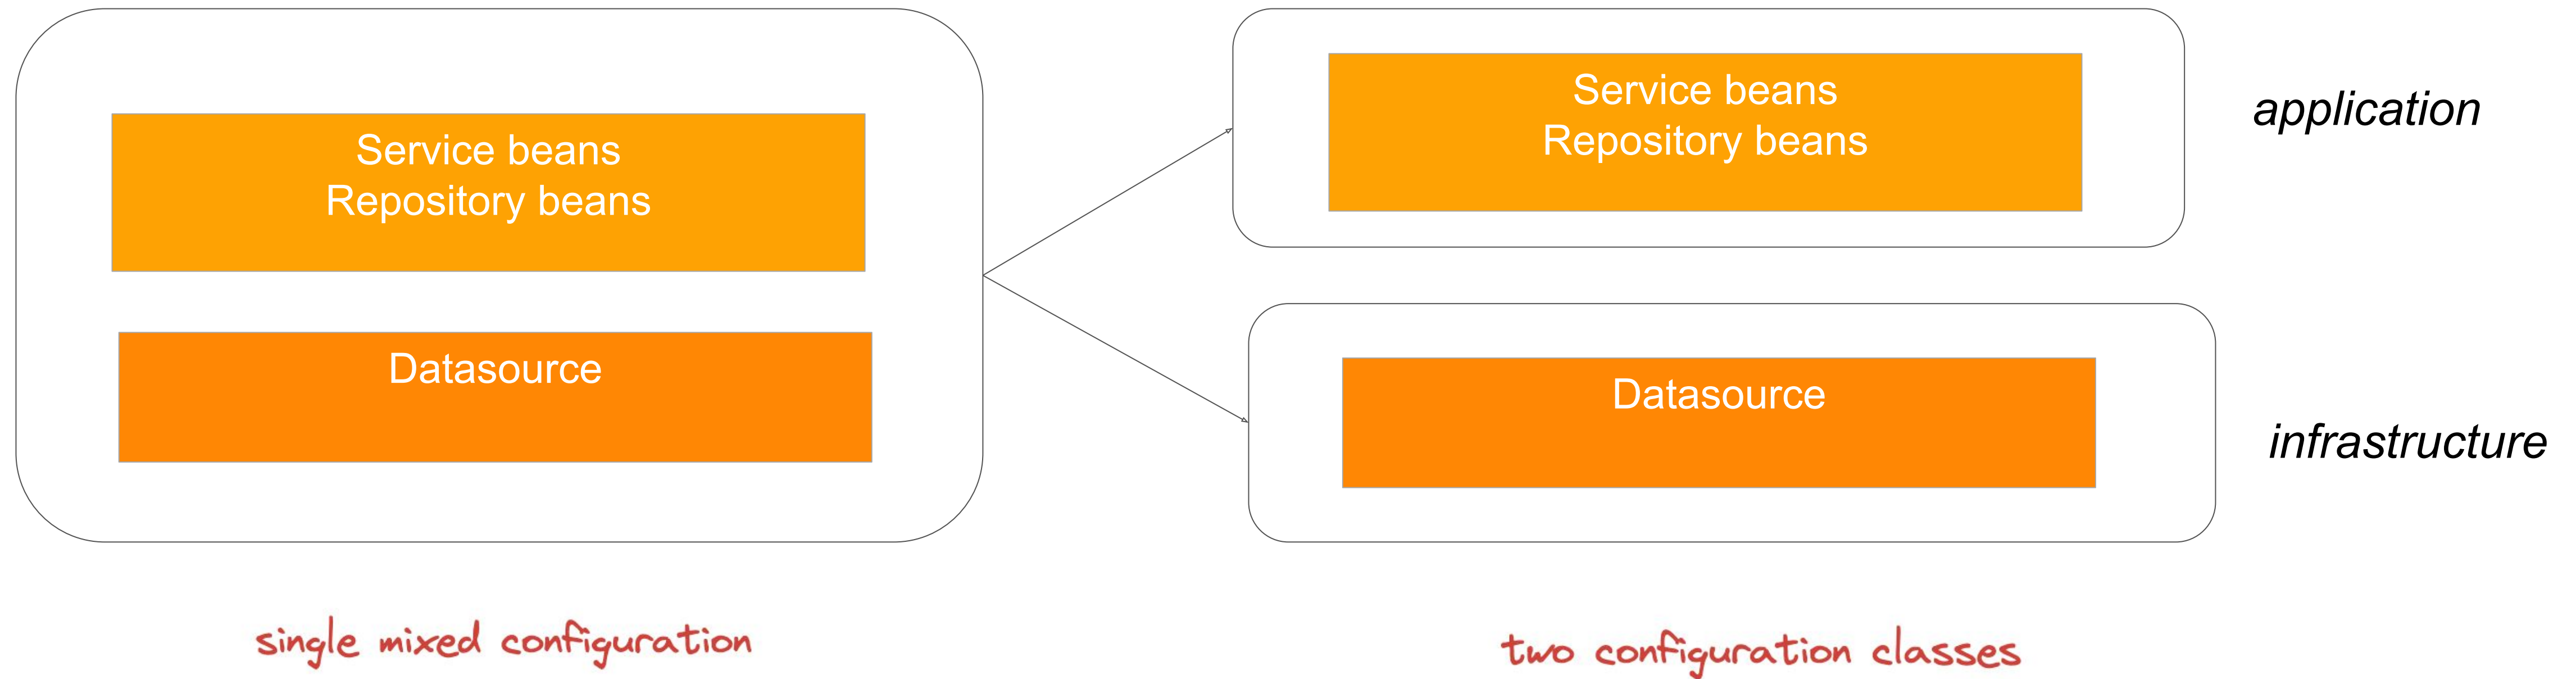 Service beans
Repository beans
Datasource
single mixed configuration
Service beans
Repository beans
application
Datasource
infrastructure
two configuration classes